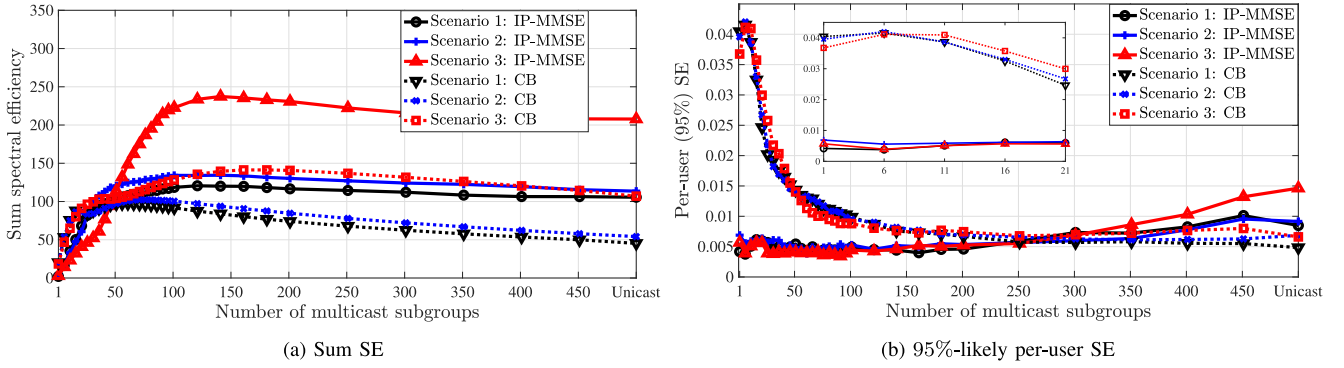 350
300
250
200
150
100
50
0
Sum spectral efficiency
Scenario 1: IP-MMSE
Scenario 2: IP-MMSE
Scenario 3: IP-MMSE
Scenario 1: CB
Scenario 2: CB
Scenario 3: CB
1 50 100 150 200 250 300 350 400 450 Unicast
Number of multicast subgroups
(a) Sum SE
0.04
0.035
0.03
0.025
0.02
0.015
0.01
0.005
0
Per-user (95%) SE
0.04
0.03
0.02
0.01
0
1 6 11 16 21
Scenario 1: IP-MMSE
Scenario 2: IP-MMSE
Scenario 3: IP-MMSE
Scenario 1: CB
Scenario 2: CB
Scenario 3: CB
1 50 100 150 200 250 300 350 400 450 Unicast
Number of multicast subgroups
(b) 95%-likely per-user SE